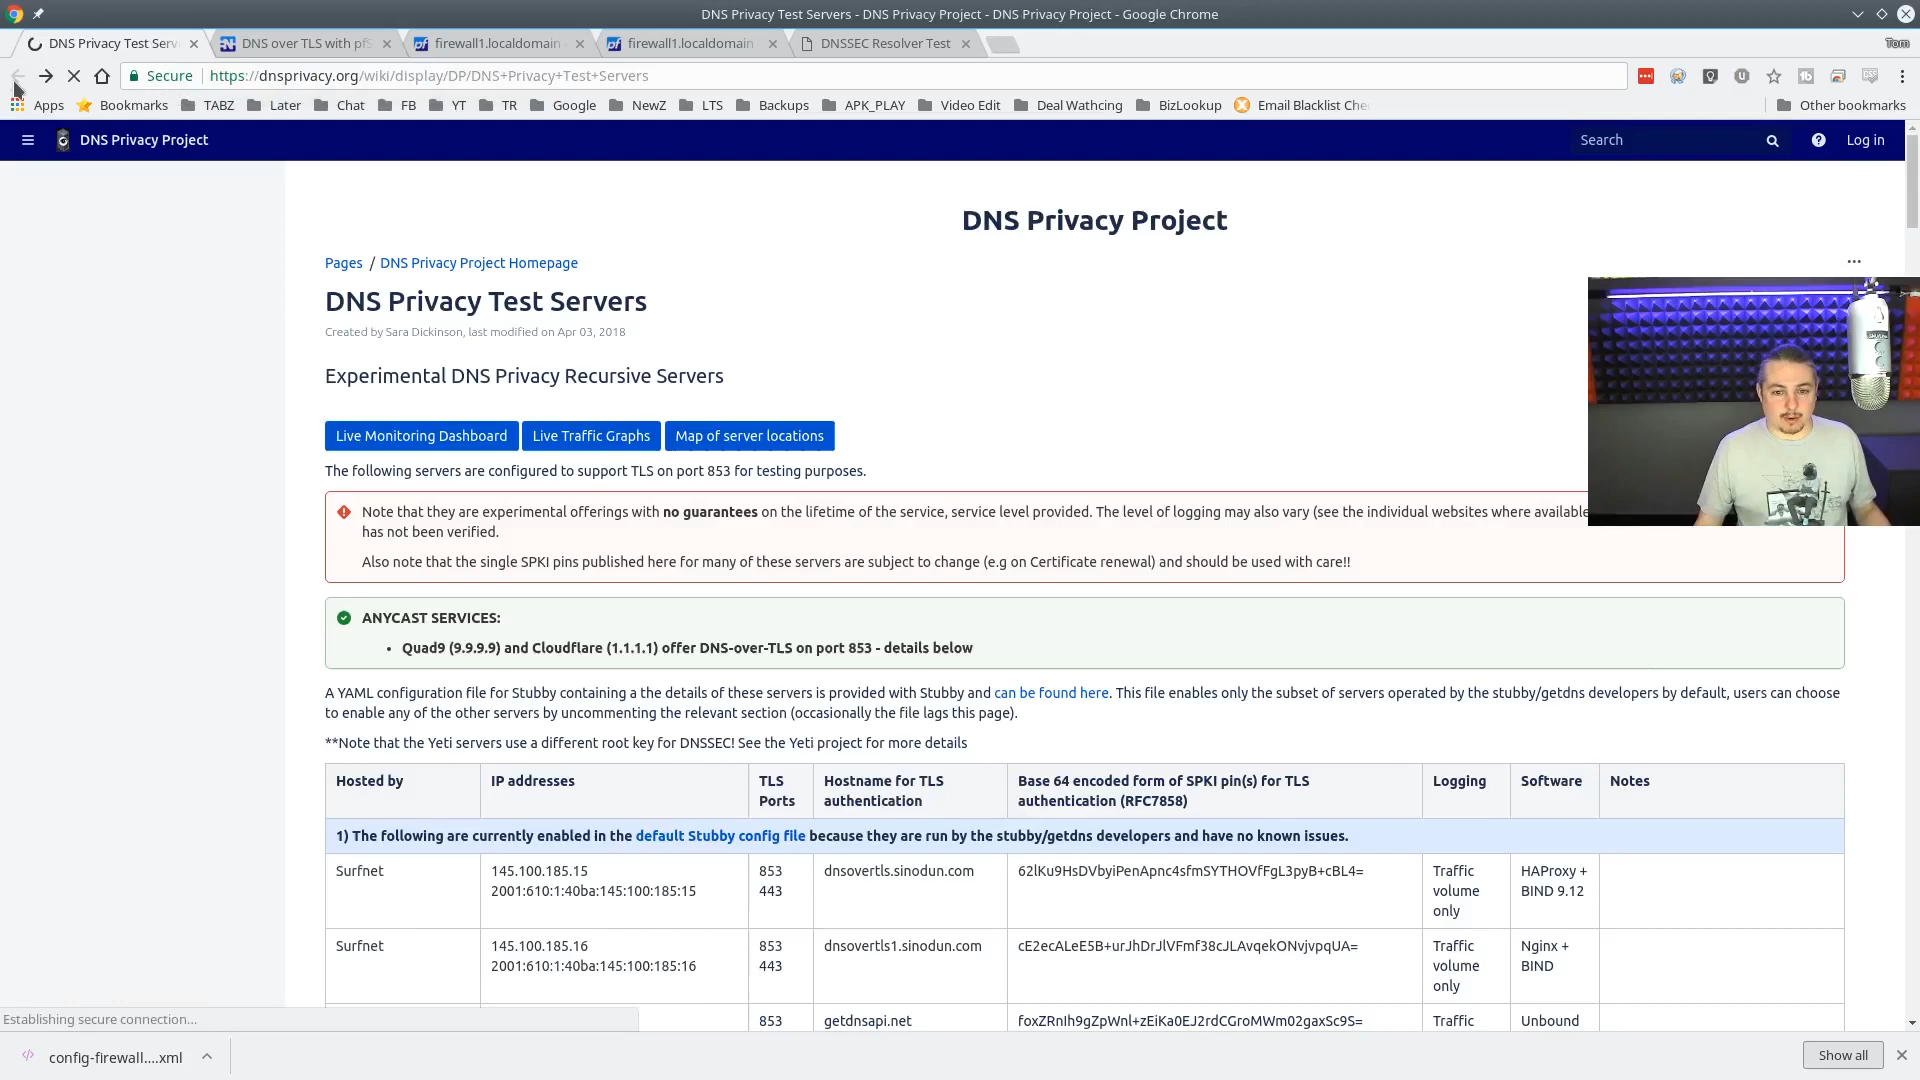 DNS Privacy Test Servers - DNS Privacy Project - DNS Privacy Project - Google Chrome
DNS Privacy Test Serv
DNS over TLS with pfS
firewall1.localdomain -
firewall1.localdomain
DNSSEC Resolver Test
Tom
Secure
https://dnsprivacy.org/wiki/display/DP/DNS+Privacy+Test+Servers
Apps Bookmarks TABZ Later Chat FB YT TR Google NewZ LTS Backups APK_PLAY Video Edit Deal Wathcing BizLookup Email Blacklist Che Other bookmarks
DNS Privacy Project
Search
Log in
DNS Privacy Project
Pages / DNS Privacy Project Homepage
DNS Privacy Test Servers
Created by Sara Dickinson, last modified on Apr 03, 2018
Experimental DNS Privacy Recursive Servers
Live Monitoring Dashboard
Live Traffic Graphs
Map of server locations
The following servers are configured to support TLS on port 853 for testing purposes.
Note that they are experimental offerings with no guarantees on the lifetime of the service, service level provided. The level of logging may also vary (see the individual websites where available
has not been verified.
Also note that the single SPKI pins published here for many of these servers are subject to change (e.g on Certificate renewal) and should be used with care!!
ANYCAST SERVICES:
• Quad9 (9.9.9.9) and Cloudflare (1.1.1.1) offer DNS-over-TLS on port 853 - details below
A YAML configuration file for Stubby containing a the details of these servers is provided with Stubby and can be found here. This file enables only the subset of servers operated by the stubby/getdns developers by default, users can choose
to enable any of the other servers by uncommenting the relevant section (occasionally the file lags this page).
**Note that the Yeti servers use a different root key for DNSSEC! See the Yeti project for more details
Hosted by
IP addresses
TLS
Ports
Hostname for TLS
authentication
Base 64 encoded form of SPKI pin(s) for TLS
authentication (RFC7858)
Logging
Software
Notes
1) The following are currently enabled in the default Stubby config file because they are run by the stubby/getdns developers and have no known issues.
Surfnet
145.100.185.15
2001:610:1:40ba:145:100:185:15
853
443
dnsovertls.sinodun.com
62lKu9HsDVbyiPenApnc4sfmSYTHOVfFgL3pyB+cBL4=
Traffic
volume
only
HAProxy +
BIND 9.12
Surfnet
145.100.185.16
2001:610:1:40ba:145:100:185:16
853
443
dnsovertls1.sinodun.com
cE2ecALeE5B+urJhDrJlVFmf38cJLAvqekONvjvpqUA=
Traffic
volume
only
Nginx +
BIND
853
getdnsapi.net
foxZRnIh9gZpWnl+zEiKa0EJ2rdCGroMWm02gaxSc9S=
Traffic
Unbound
Establishing secure connection...
config-firewall....xml
Show all